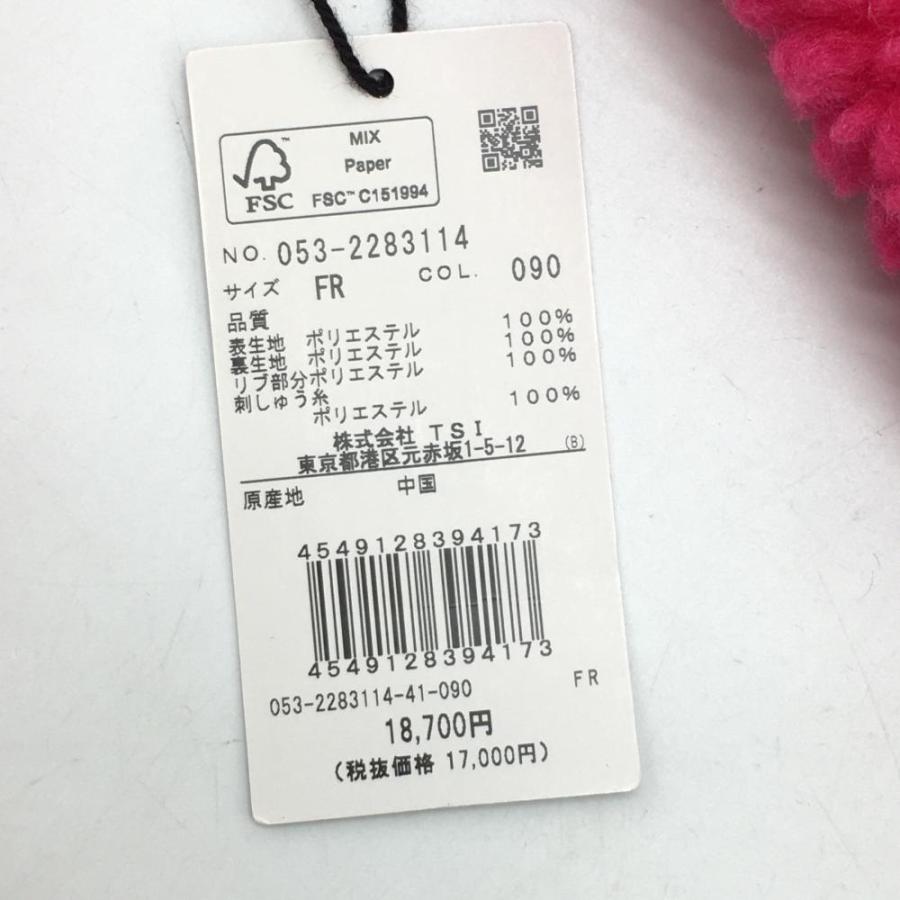 MIX
Paper
FSC™ C151994
FSC
NO. 053-2283114
サイズ FR COL. 090
品質
表生地 ポリエステル 100%
裏生地 ポリエステル 100%
リブ部分ポリエステル 100%
刺しゅう糸
ポリエステル 100%
株式会社 TSI
東京都港区元赤坂1-5-12 (B)
原産地 中国
4549128394173
4549128394173
053-2283114-41-090 FR
18,700円
(税抜価格 17,000円)